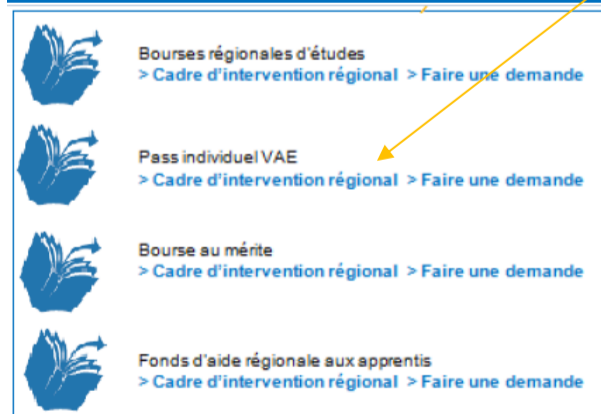 Bourses régionales d'études
> Cadre d'intervention régional > Faire une demande
Pass individuel VAE
> Cadre d'intervention régional > Faire une demande
Bourse au mérite
> Cadre d'intervention régional > Faire une demande
Fonds d'aide régionale aux apprentis
> Cadre d'intervention régional > Faire une demande